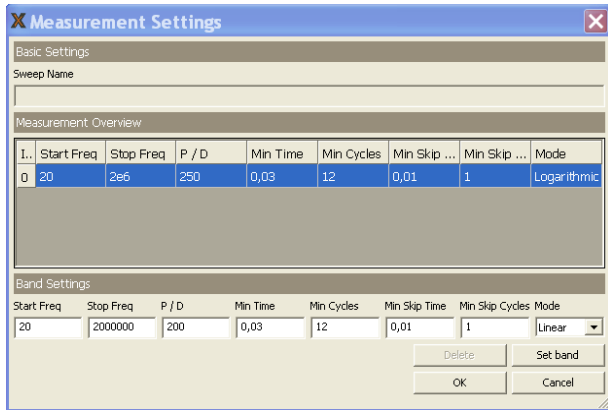 X Measurement Settings
Basic Settings
Sweep Name
Measurement Overview
I.. Start Freq Stop Freq P / D Min Time Min Cycles Min Skip ... Min Skip ... Mode
0 20 2e6 250 0,03 12 0,01 1 Logarithmic
Band Settings
Start Freq Stop Freq P / D Min Time Min Cycles Min Skip Time Min Skip Cycles Mode
20 2000000 200 0,03 12 0,01 1 Linear
Delete Set band
OK Cancel